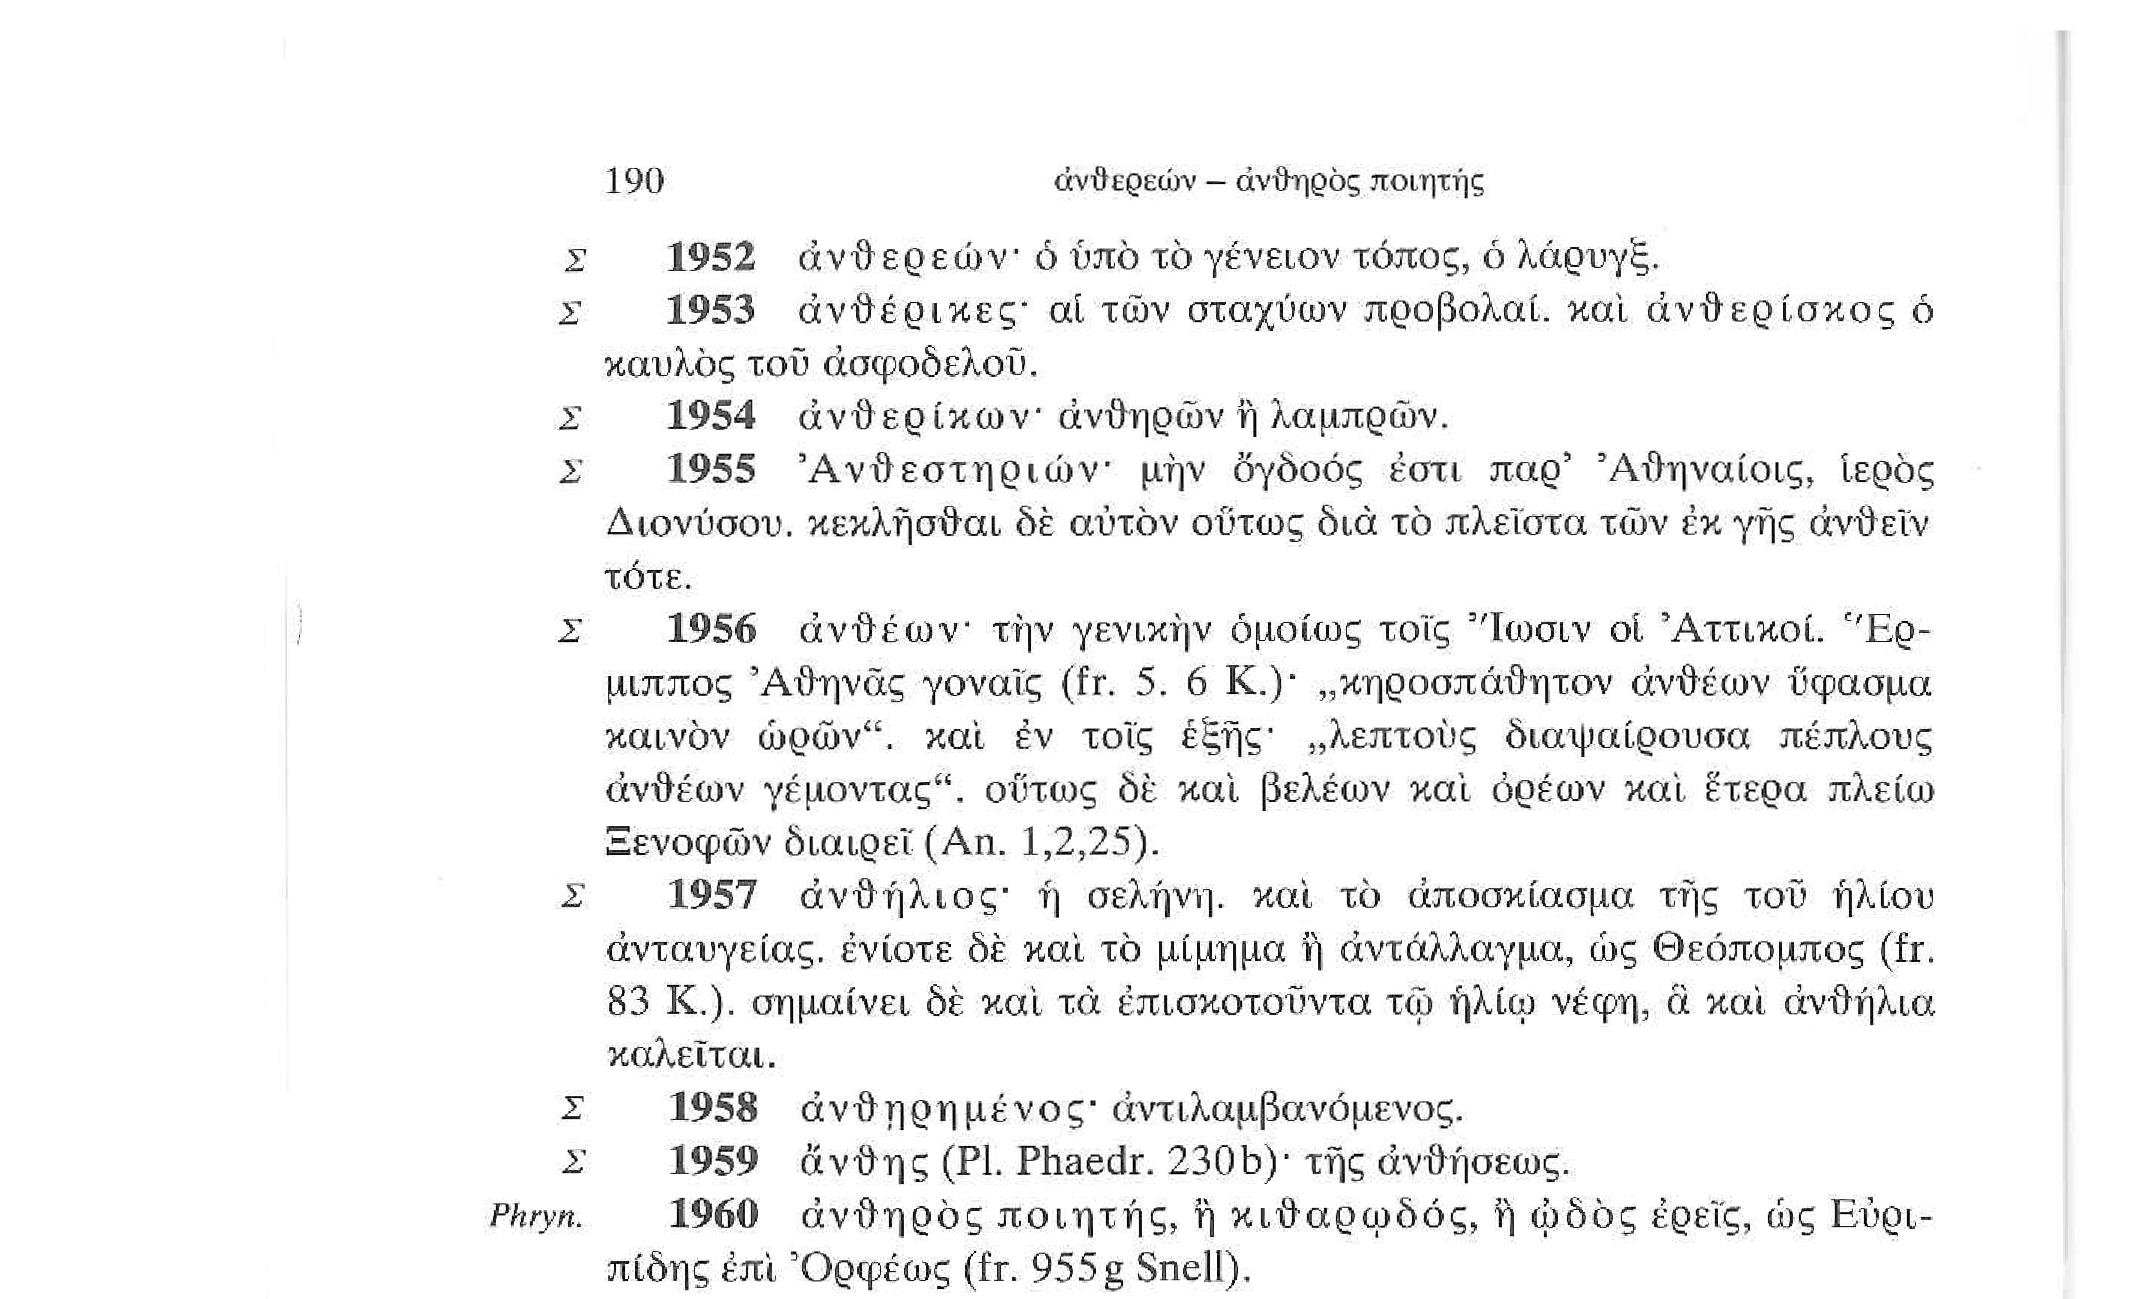 190 ἀνθερεών – ἀνθηρὸς ποιητής
Σ 1952 ἀνθερεών· ὁ ὑπὸ τὸ γένειον τόπος, ὁ λάρυγξ.
Σ 1953 ἀνθέρικες· αἱ τῶν σταχύων προβολαί. καὶ ἀνθερίσκος ὁ
καυλὸς τοῦ ἀσφοδελοῦ.
Σ 1954 ἀνθερίκων· ἀνθηρῶν ἢ λαμπρῶν.
Σ 1955 Ἀνθεστηριών· μὴν ὄγδοός ἐστι παρ’ Ἀθηναίοις, ἱερὸς
Διονύσου. κεκλῆσθαι δὲ αὐτὸν οὕτως διὰ τὸ πλεῖστα τῶν ἐκ γῆς ἀνθεῖν
τότε.
Σ 1956 ἀνθέων· τὴν γενικὴν ὁμοίως τοῖς Ἴωσιν οἱ Ἀττικοί. Ἕρ-
μιππος Ἀθηνᾶς γοναῖς (fr. 5. 6 K.)· „κηροσπάθητον ἀνθέων ὕφασμα
καινὸν ὡρῶν“. καὶ ἐν τοῖς ἑξῆς· „λεπτοὺς διαψαίρουσα πέπλους
ἀνθέων γέμοντας“. οὕτως δὲ καὶ βελέων καὶ ὀρέων καὶ ἕτερα πλείω
Ξενοφῶν διαιρεῖ (An. 1,2,25).
Σ 1957 ἀνθήλιος· ἡ σελήνη. καὶ τὸ ἀποσκίασμα τῆς τοῦ ἡλίου
ἀνταυγείας. ἐνίοτε δὲ καὶ τὸ μίμημα ἢ ἀντάλλαγμα, ὡς Θεόπομπος (fr.
83 K.). σημαίνει δὲ καὶ τὰ ἐπισκοτοῦντα τῷ ἡλίῳ νέφη, ἃ καὶ ἀνθήλια
καλεῖται.
Σ 1958 ἀνθῃρημένος· ἀντιλαμβανόμενος.
Σ 1959 ἄνθης (Pl. Phaedr. 230b)· τῆς ἀνθήσεως.
Phryn. 1960 ἀνθηρὸς ποιητής, ἢ κιθαρῳδός, ἢ ᾠδὸς ἐρεῖς, ὡς Εὐρι-
πίδης ἐπὶ Ὀρφέως (fr. 955g Snell).